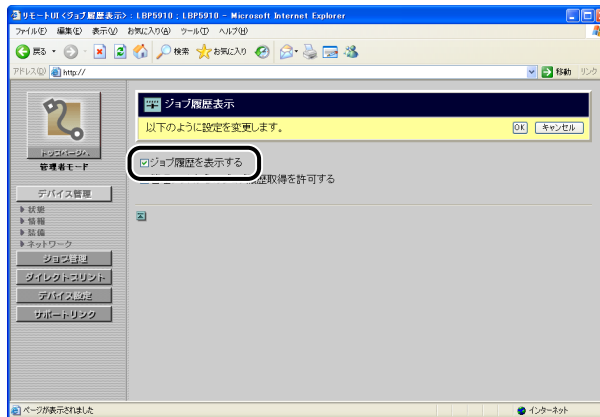 リモートUI <ジョブ履歴表示> : LBP5910 ; LBP5910 - Microsoft Internet Explorer
ファイル(F) 編集(E) 表示(V) お気に入り(A) ツール(T) ヘルプ(H)
戻る 検索 お気に入り
アドレス(D) http:// 移動 リンク
ジョブ履歴表示
以下のように設定を変更します。 OK キャンセル
トップページへ
管理者モード
ジョブ履歴を表示する
履歴取得を許可する
デバイス管理
状態
情報
装備
ネットワーク
ジョブ管理
ダイレクトプリント
デバイス設定
サポートリンク
ページが表示されました インターネット